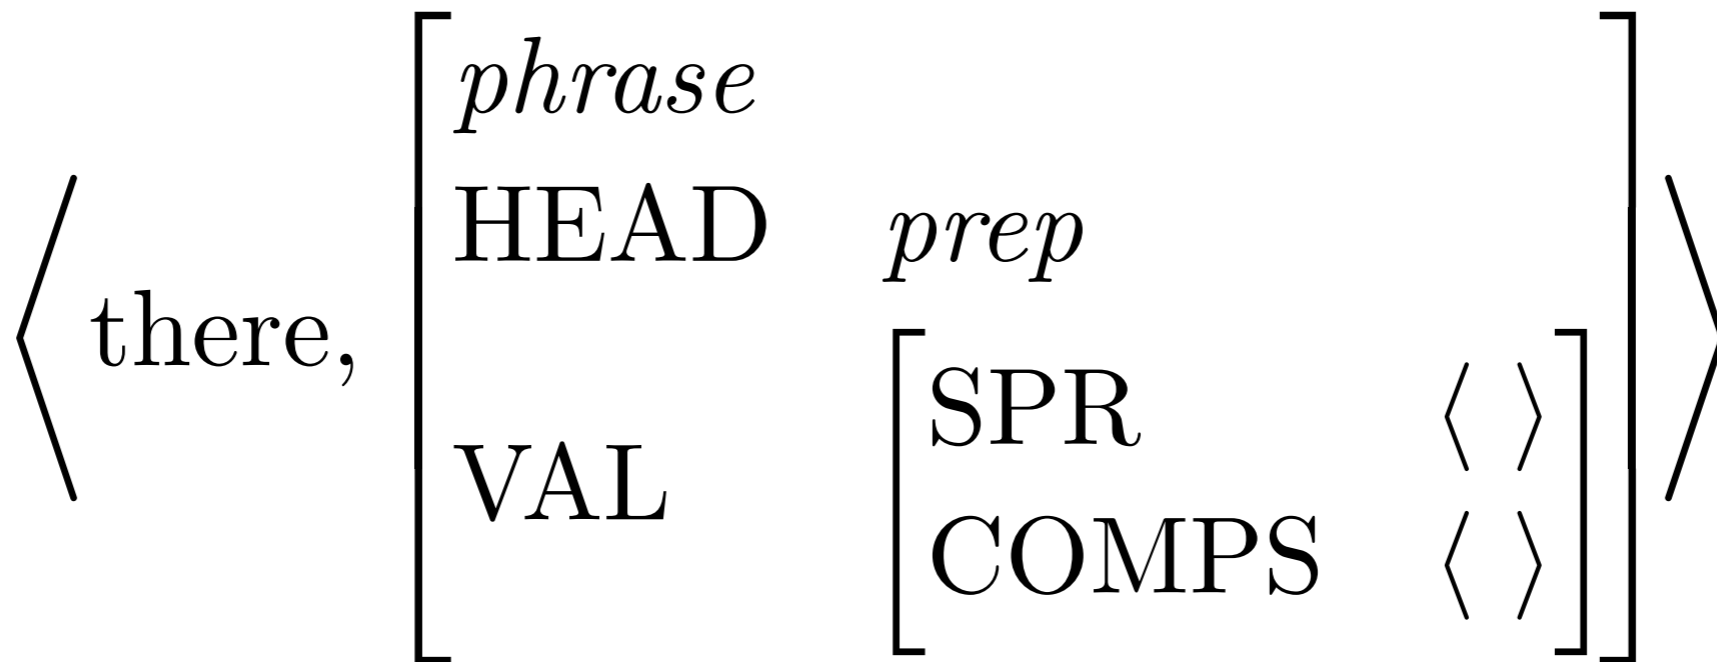 phrase
HEAD prep
⟨ there,
VAL
SPR ⟨ ⟩
COMPS ⟨ ⟩ ⟩